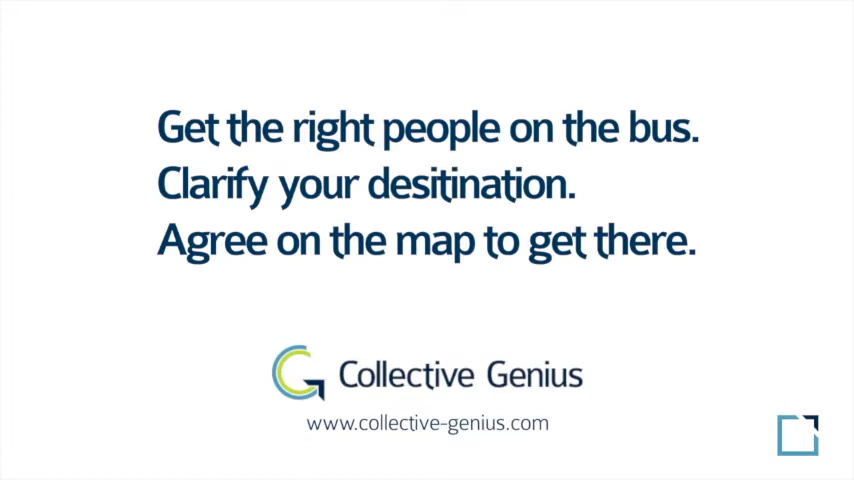 Get the right people on the bus.
Clarify your desitination.
Agree on the map to get there.
Collective Genius
www.collective-genius.com